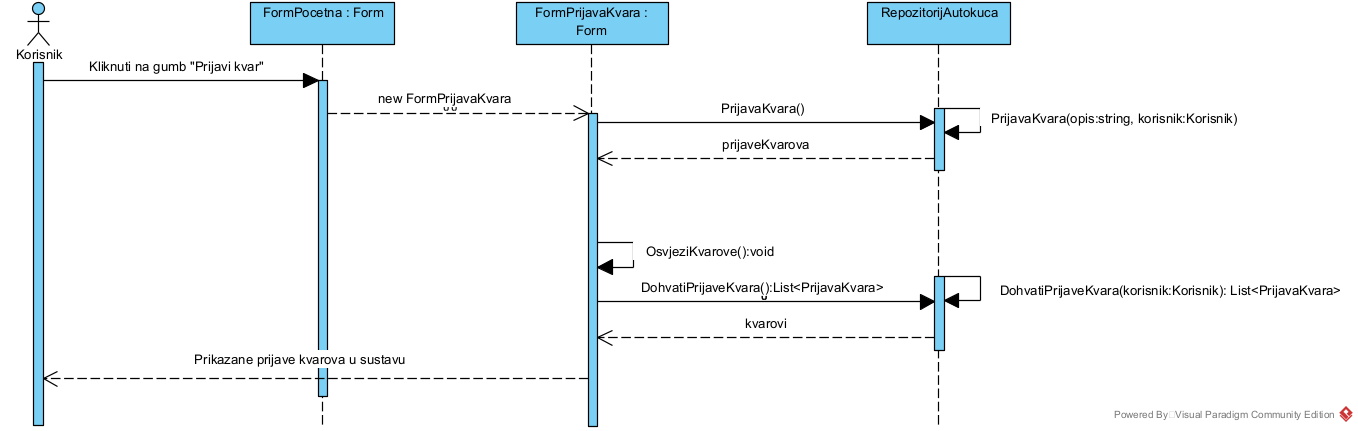 FormPocetna : Form
FormPrijavaKvara :
Form
RepozitorijAutokuca
Korisnik
Kliknuti na gumb "Prijavi kvar"
new FormPrijavaKvara
PrijavaKvara()
PrijavaKvara(opis:string, korisnik:Korisnik)
prijaveKvarova
OsvjeziKvarove():void
DohvatiPrijaveKvara():List<PrijavaKvara>
DohvatiPrijaveKvara(korisnik:Korisnik): List<PrijavaKvara>
kvarovi
Prikazane prijave kvarova u sustavu
Powered By Visual Paradigm Community Edition